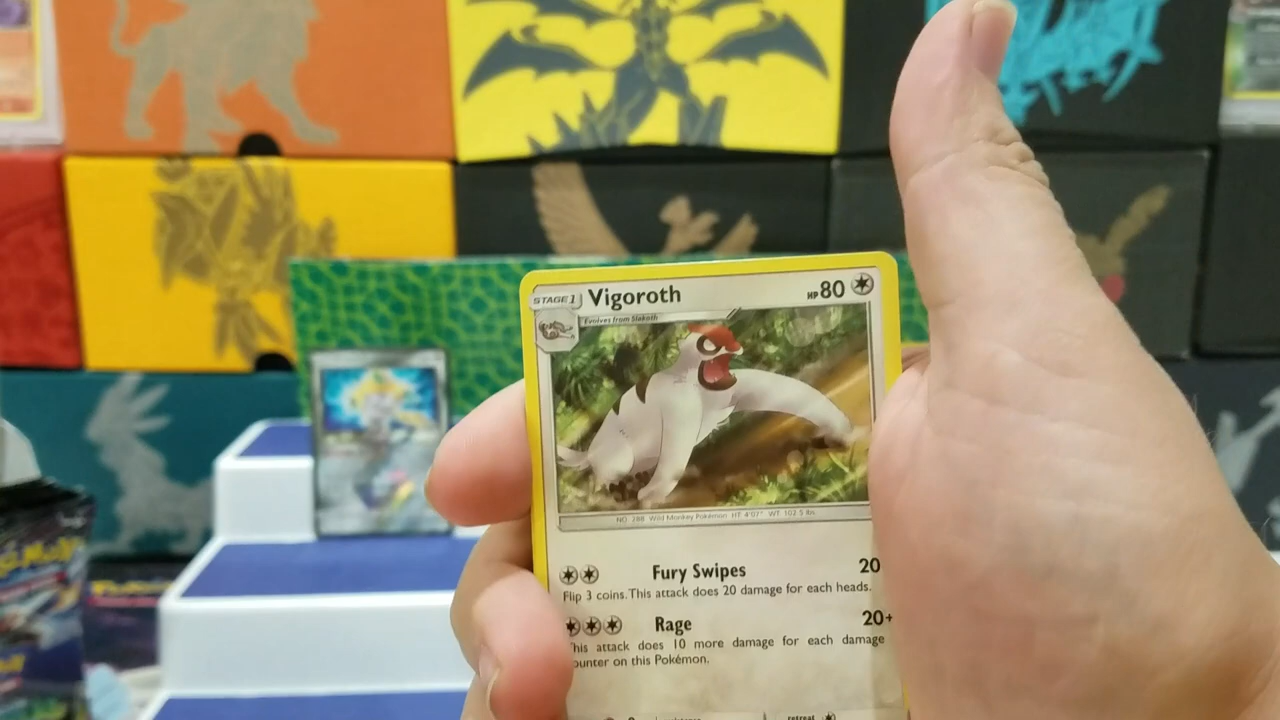 STAGE 1 Vigoroth HP 80
Evolves from Slakoth
NO. 288 Wild Monkey Pokémon HT 4'07" WT 102.5 lbs.
Fury Swipes 20
Flip 3 coins. This attack does 20 damage for each heads.
Rage 20+
This attack does 10 more damage for each damage
counter on this Pokémon.
retreat